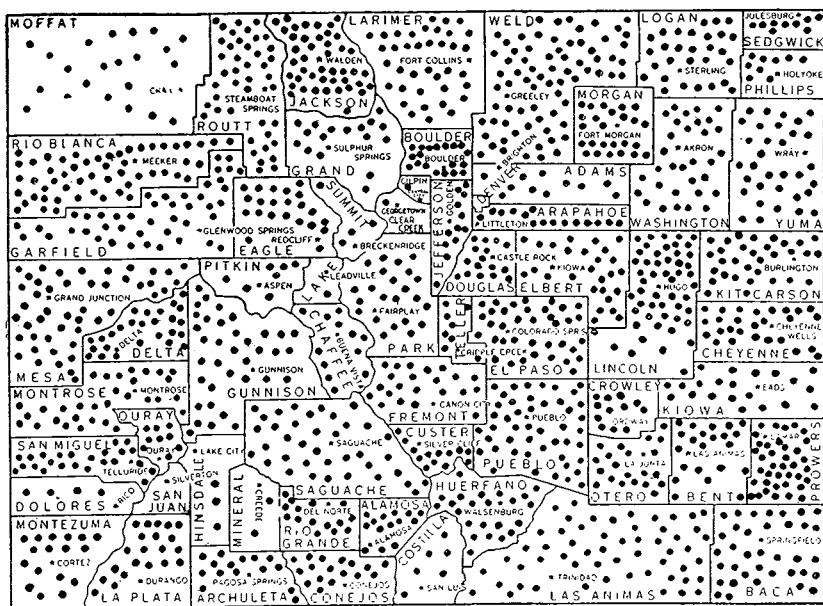 MOFFAT
CRAIG
ROUTT
STEAMBOAT
SPRINGS
WALDEN
JACKSON
LARIMER
FORT COLLINS
WELD
GREELEY
LOGAN
STERLING
JULESBURG
SEDGWICK
HOLYOKE
PHILLIPS
MORGAN
FORT MORGAN
RIO BLANCA
MEEKER
SULPHUR
SPRINGS
GRAND
BOULDER
BOULDER
BRIGHTON
ADAMS
DENVER
AKRON
WASHINGTON
WRAY
YUMA
GILPIN
GEORGETOWN
CLEAR
CREEK
SUMMIT
BRECKENRIDGE
JEFFERSON
GOLDEN
LITTLETON
ARAPAHOE
GARFIELD
GLENWOOD SPRINGS
REDCLIFF
EAGLE
PITKIN
ASPEN
LAKE
LEADVILLE
CASTLE ROCK
DOUGLAS
KIOWA
ELBERT
HUGO
LINCOLN
BURLINGTON
KIT CARSON
GRAND JUNCTION
MESA
DELTA
DELTA
FAIRPLAY
PARK
TELLER
CRIPPLE CREEK
COLORADO SPRGS
EL PASO
CHEYENNE
WELLS
CHEYENNE
MONTROSE
MONTROSE
GUNNISON
GUNNISON
CHAFFEE
BUENA VISTA
CANON CITY
FREMONT
CROWLEY
ORDWAY
EADS
KIOWA
OURAY
OURAY
SAN MIGUEL
TELLURIDE
LAKE CITY
HINSDALE
SAGUACHE
SAGUACHE
CUSTER
SILVER CLIFF
PUEBLO
PUEBLO
LA JUNTA
OTERO
LAS ANIMAS
BENT
LAMAR
PROWERS
DOLORES
RICO
SILVERTON
SAN
JUAN
MINERAL
CREEDE
DEL NORTE
RIO
GRANDE
ALAMOSA
ALAMOSA
HUERFANO
WALSENBURG
COSTILLA
MONTEZUMA
CORTEZ
DURANGO
LA PLATA
PAGOSA SPRINGS
ARCHULETA
CONEJOS
CONEJOS
SAN LUIS
TRINIDAD
LAS ANIMAS
SPRINGFIELD
BACA